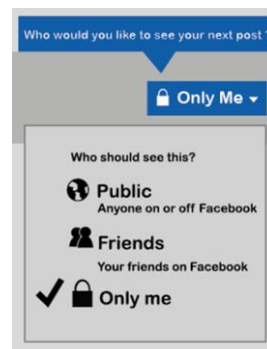 Who would you like to see your next post ?
Only Me
Who should see this?
Public
Anyone on or off Facebook
Friends
Your friends on Facebook
Only me